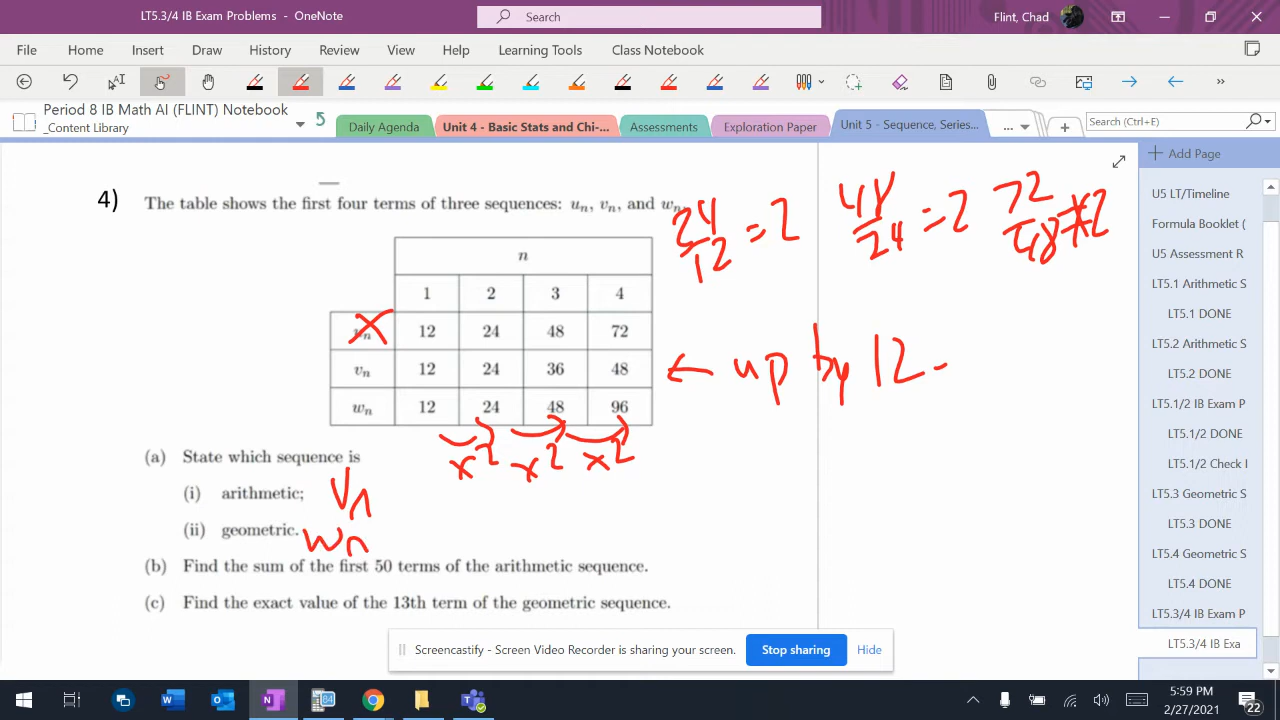 LT5.3/4 IB Exam Problems - OneNote
Search
Flint, Chad
File Home Insert Draw History Review View Help Learning Tools Class Notebook
Period 8 IB Math AI (FLINT) Notebook
_Content Library
Daily Agenda
Unit 4 - Basic Stats and Chi-...
Assessments
Exploration Paper
Unit 5 - Sequence, Series...
...
Search (Ctrl+E)
Add Page
U5 LT/Timeline
Formula Booklet (
U5 Assessment R
LT5.1 Arithmetic S
LT5.1 DONE
LT5.2 Arithmetic S
LT5.2 DONE
LT5.1/2 IB Exam P
LT5.1/2 DONE
LT5.1/2 Check I
LT5.3 Geometric S
LT5.3 DONE
LT5.4 Geometric S
LT5.4 DONE
LT5.3/4 IB Exam P
LT5.3/4 IB Exa
4) The table shows the first four terms of three sequences: uₙ, vₙ, and wₙ.
24/12 = 2 48/24 = 2 72/48 ≠ 2
n
1 2 3 4
uₙ 12 24 48 72
vₙ 12 24 36 48
← up by 12.
wₙ 12 24 48 96
x2 x2 x2
(a) State which sequence is
(i) arithmetic; Vn
(ii) geometric. Wn
(b) Find the sum of the first 50 terms of the arithmetic sequence.
(c) Find the exact value of the 13th term of the geometric sequence.
Screencastify - Screen Video Recorder is sharing your screen.
Stop sharing
Hide
5:59 PM
2/27/2021
22